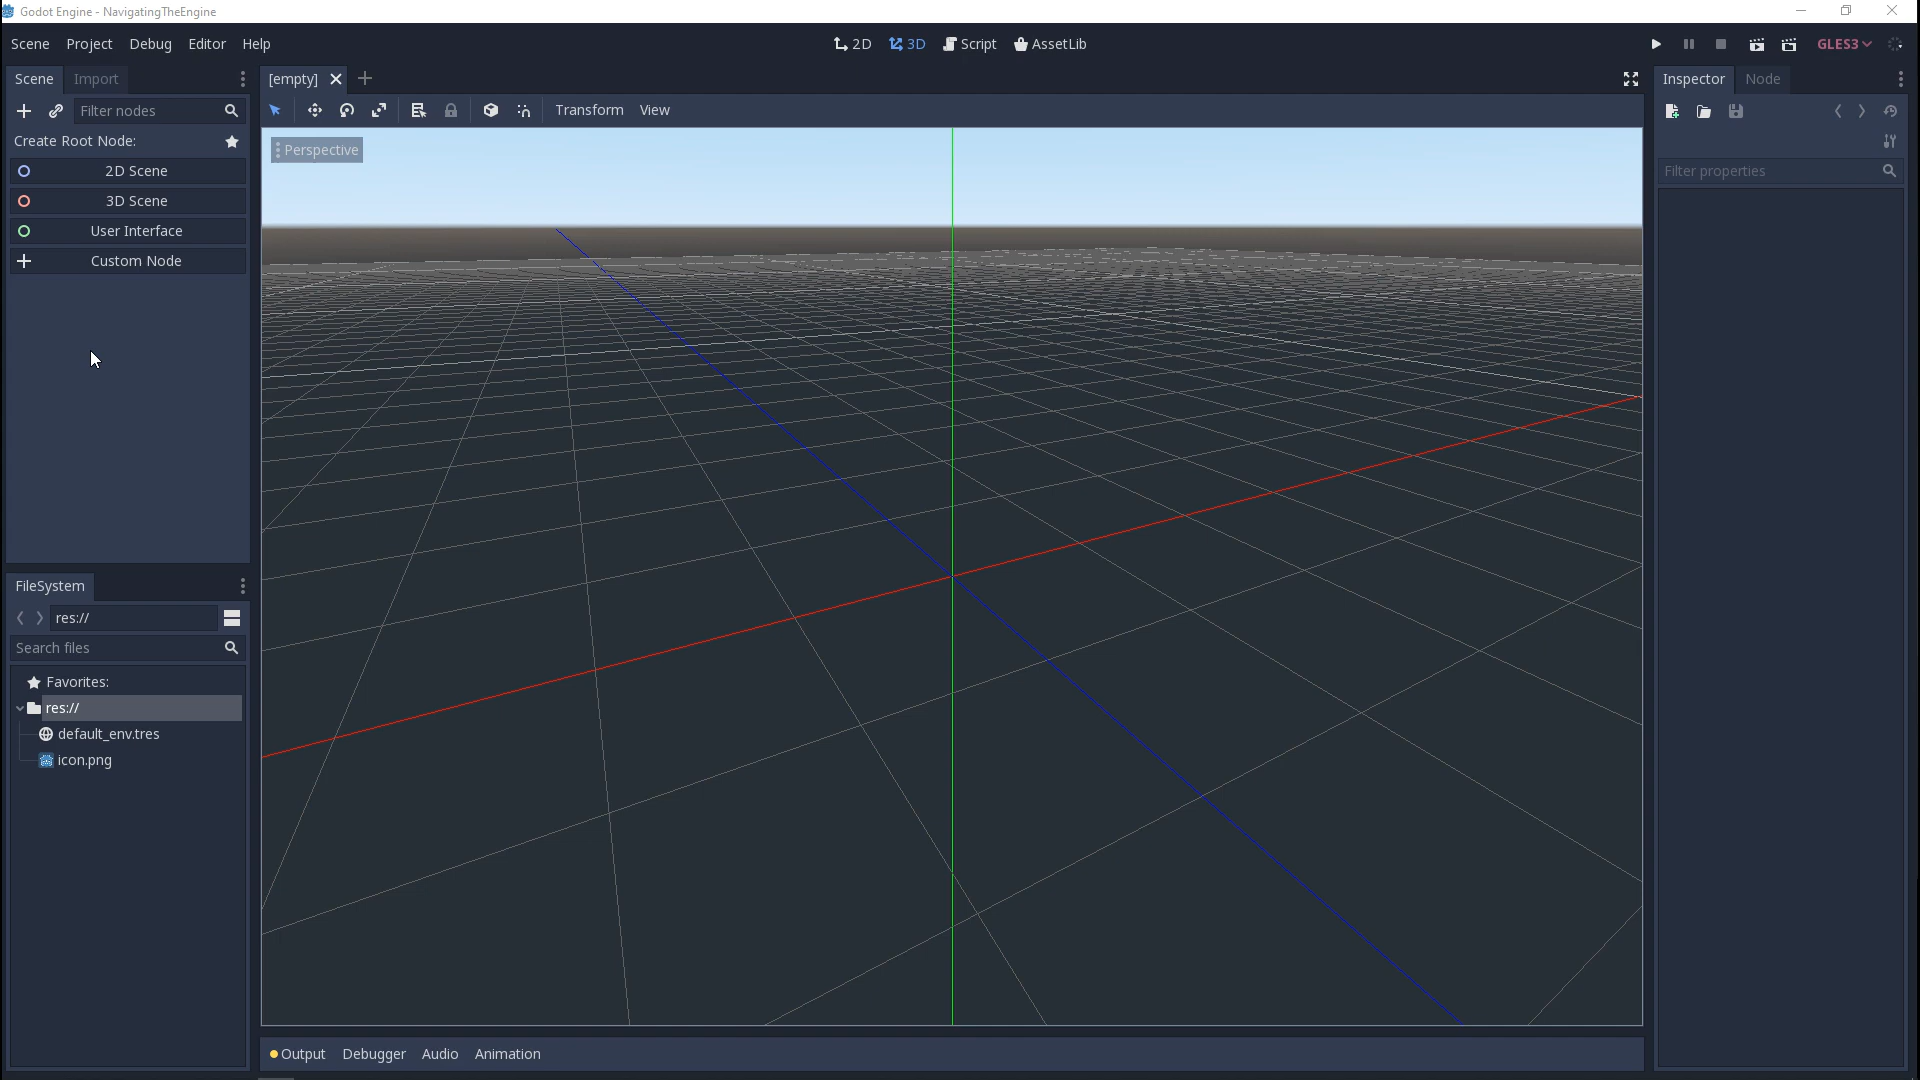 Godot Engine - NavigatingTheEngine
Scene Project Debug Editor Help
2D 3D Script AssetLib
GLES3
Scene Import
[empty]
Inspector Node
Filter nodes
Transform View
Create Root Node:
Perspective
2D Scene
Filter properties
3D Scene
User Interface
Custom Node
FileSystem
res://
Search files
Favorites:
res://
default_env.tres
icon.png
Output Debugger Audio Animation